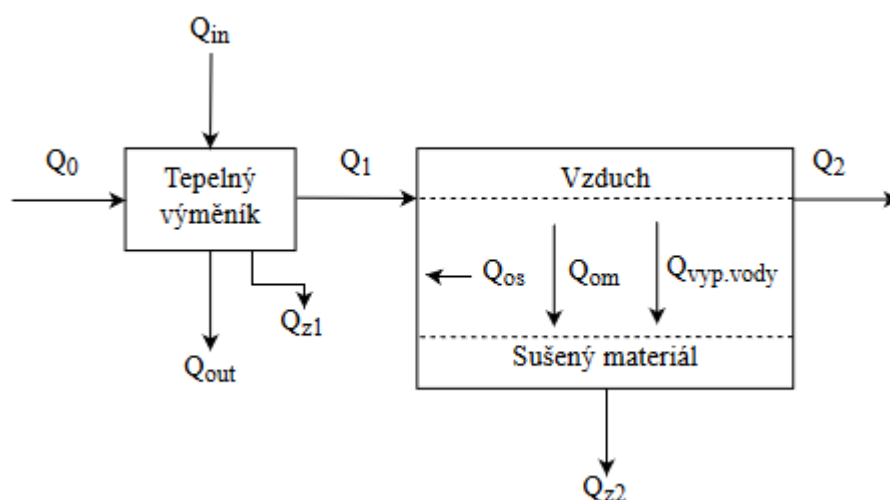 Qin
Q0
Tepelný
výměník
Q1
Vzduch
Q2
Qos
Qom
Qvyp.vody
Qz1
Sušený materiál
Qout
Qz2